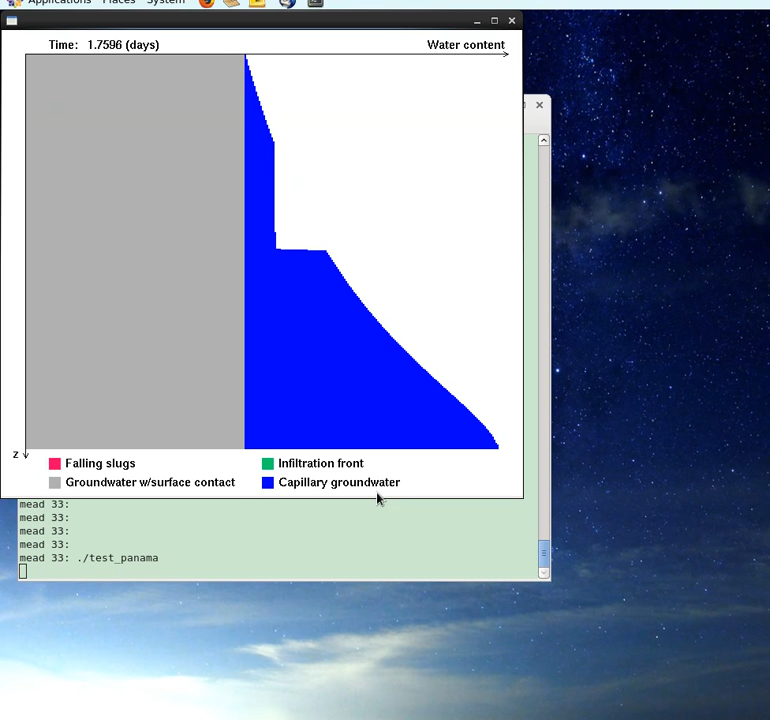 Applications Places System
Time: 1.7596 (days)
Water content
z
Falling slugs
Infiltration front
Groundwater w/surface contact
Capillary groundwater
mead 33:
mead 33:
mead 33:
mead 33:
mead 33: ./test_panama